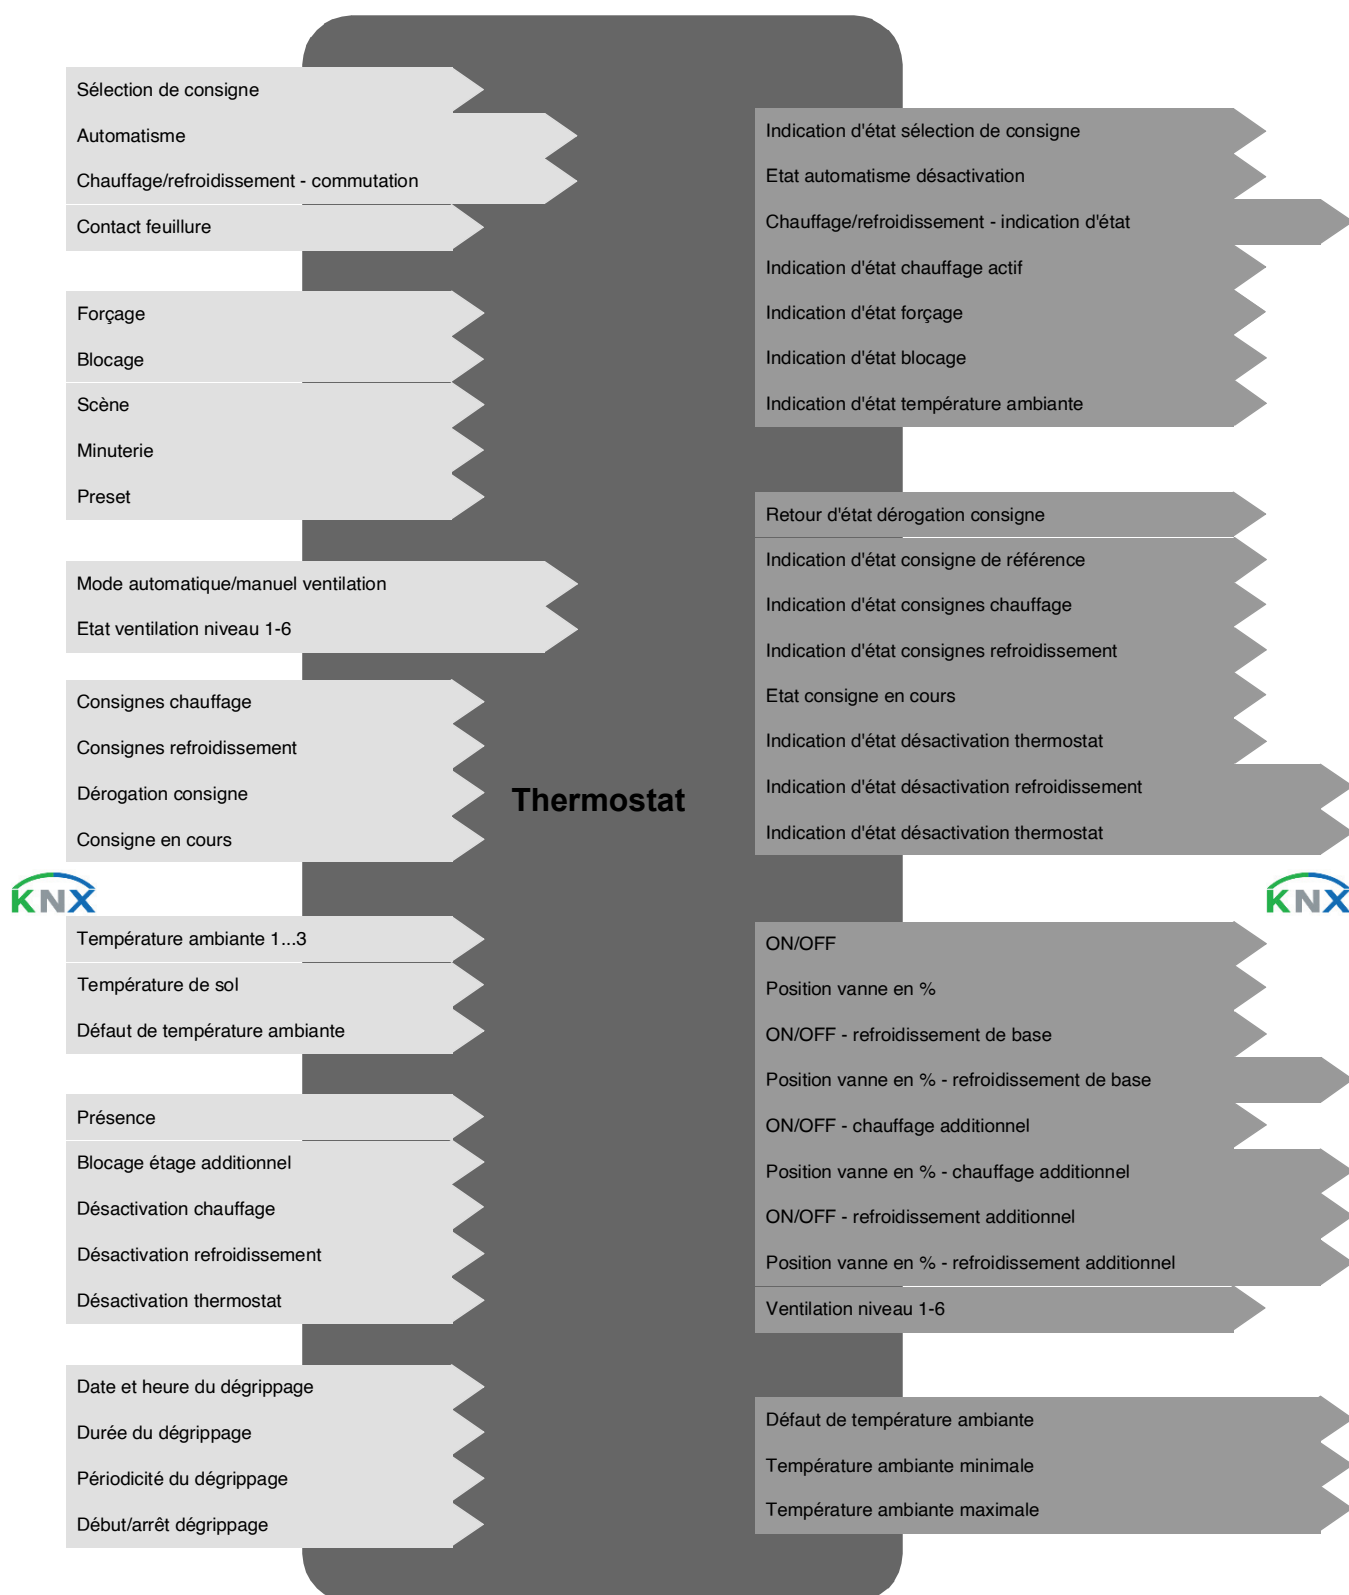 Sélection de consigne
Automatisme
Chauffage/refroidissement - commutation
Contact feuillure
Forçage
Blocage
Scène
Minuterie
Preset
Mode automatique/manuel ventilation
Etat ventilation niveau 1-6
Consignes chauffage
Consignes refroidissement
Dérogation consigne
Consigne en cours
KNX
Température ambiante 1...3
Température de sol
Défaut de température ambiante
Présence
Blocage étage additionnel
Désactivation chauffage
Désactivation refroidissement
Désactivation thermostat
Date et heure du dégrippage
Durée du dégrippage
Périodicité du dégrippage
Début/arrêt dégrippage
Thermostat
Indication d'état sélection de consigne
Etat automatisme désactivation
Chauffage/refroidissement - indication d'état
Indication d'état chauffage actif
Indication d'état forçage
Indication d'état blocage
Indication d'état température ambiante
Retour d'état dérogation consigne
Indication d'état consigne de référence
Indication d'état consignes chauffage
Indication d'état consignes refroidissement
Etat consigne en cours
Indication d'état désactivation thermostat
Indication d'état désactivation refroidissement
Indication d'état désactivation thermostat
KNX
ON/OFF
Position vanne en %
ON/OFF - refroidissement de base
Position vanne en % - refroidissement de base
ON/OFF - chauffage additionnel
Position vanne en % - chauffage additionnel
ON/OFF - refroidissement additionnel
Position vanne en % - refroidissement additionnel
Ventilation niveau 1-6
Défaut de température ambiante
Température ambiante minimale
Température ambiante maximale